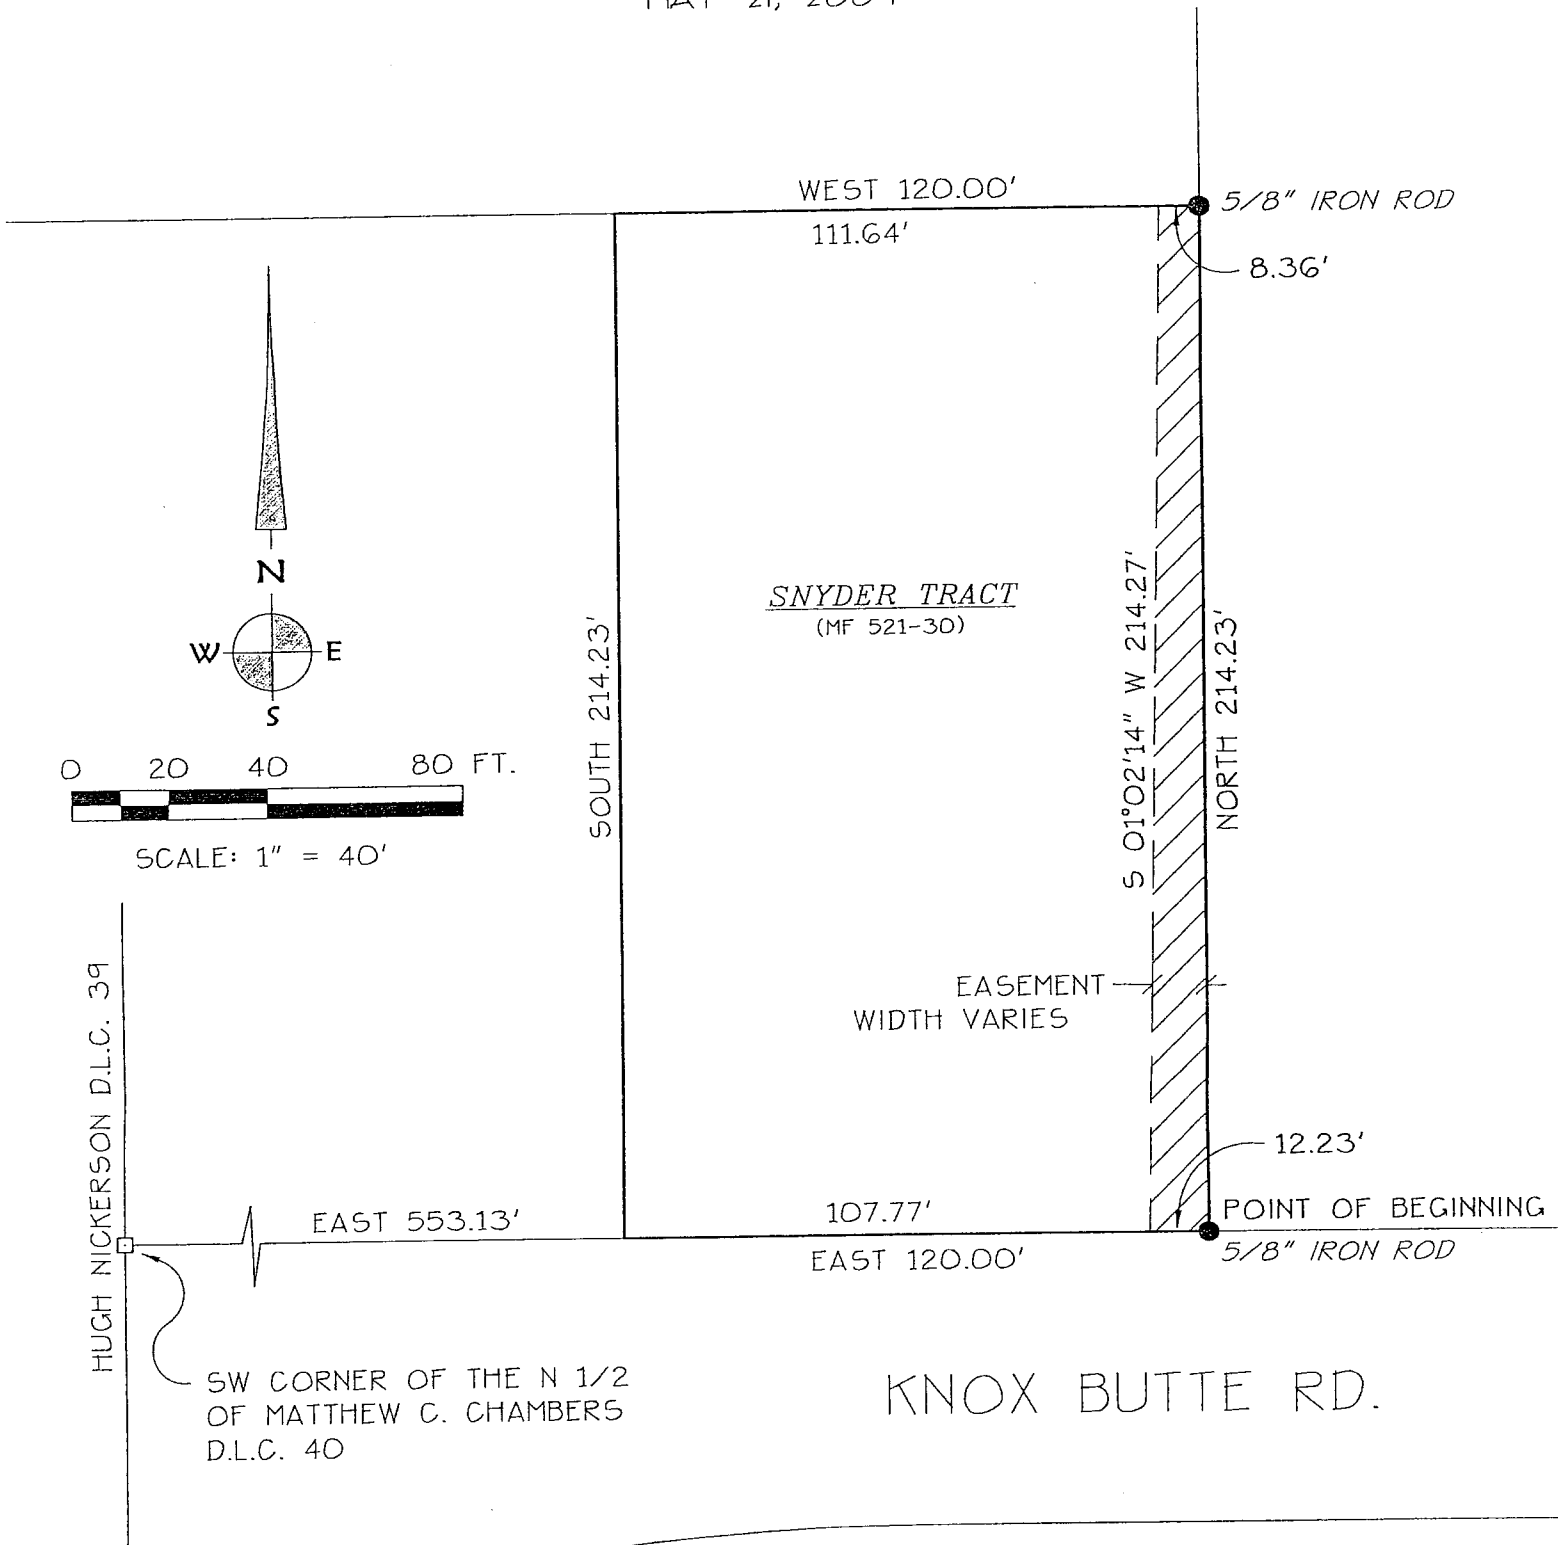 WEST 120.00'
5/8" IRON ROD
111.64'
8.36'
N
W
E
S
SNYDER TRACT
(MF 521-30)
SOUTH 214.23'
S 01°02'14" W 214.27'
NORTH 214.23'
0 20 40 80 FT.
SCALE: 1" = 40'
HUGH NICKERSON D.L.C. 39
EASEMENT
WIDTH VARIES
12.23'
EAST 553.13'
107.77'
POINT OF BEGINNING
EAST 120.00'
5/8" IRON ROD
SW CORNER OF THE N 1/2
OF MATTHEW C. CHAMBERS
D.L.C. 40
KNOX BUTTE RD.